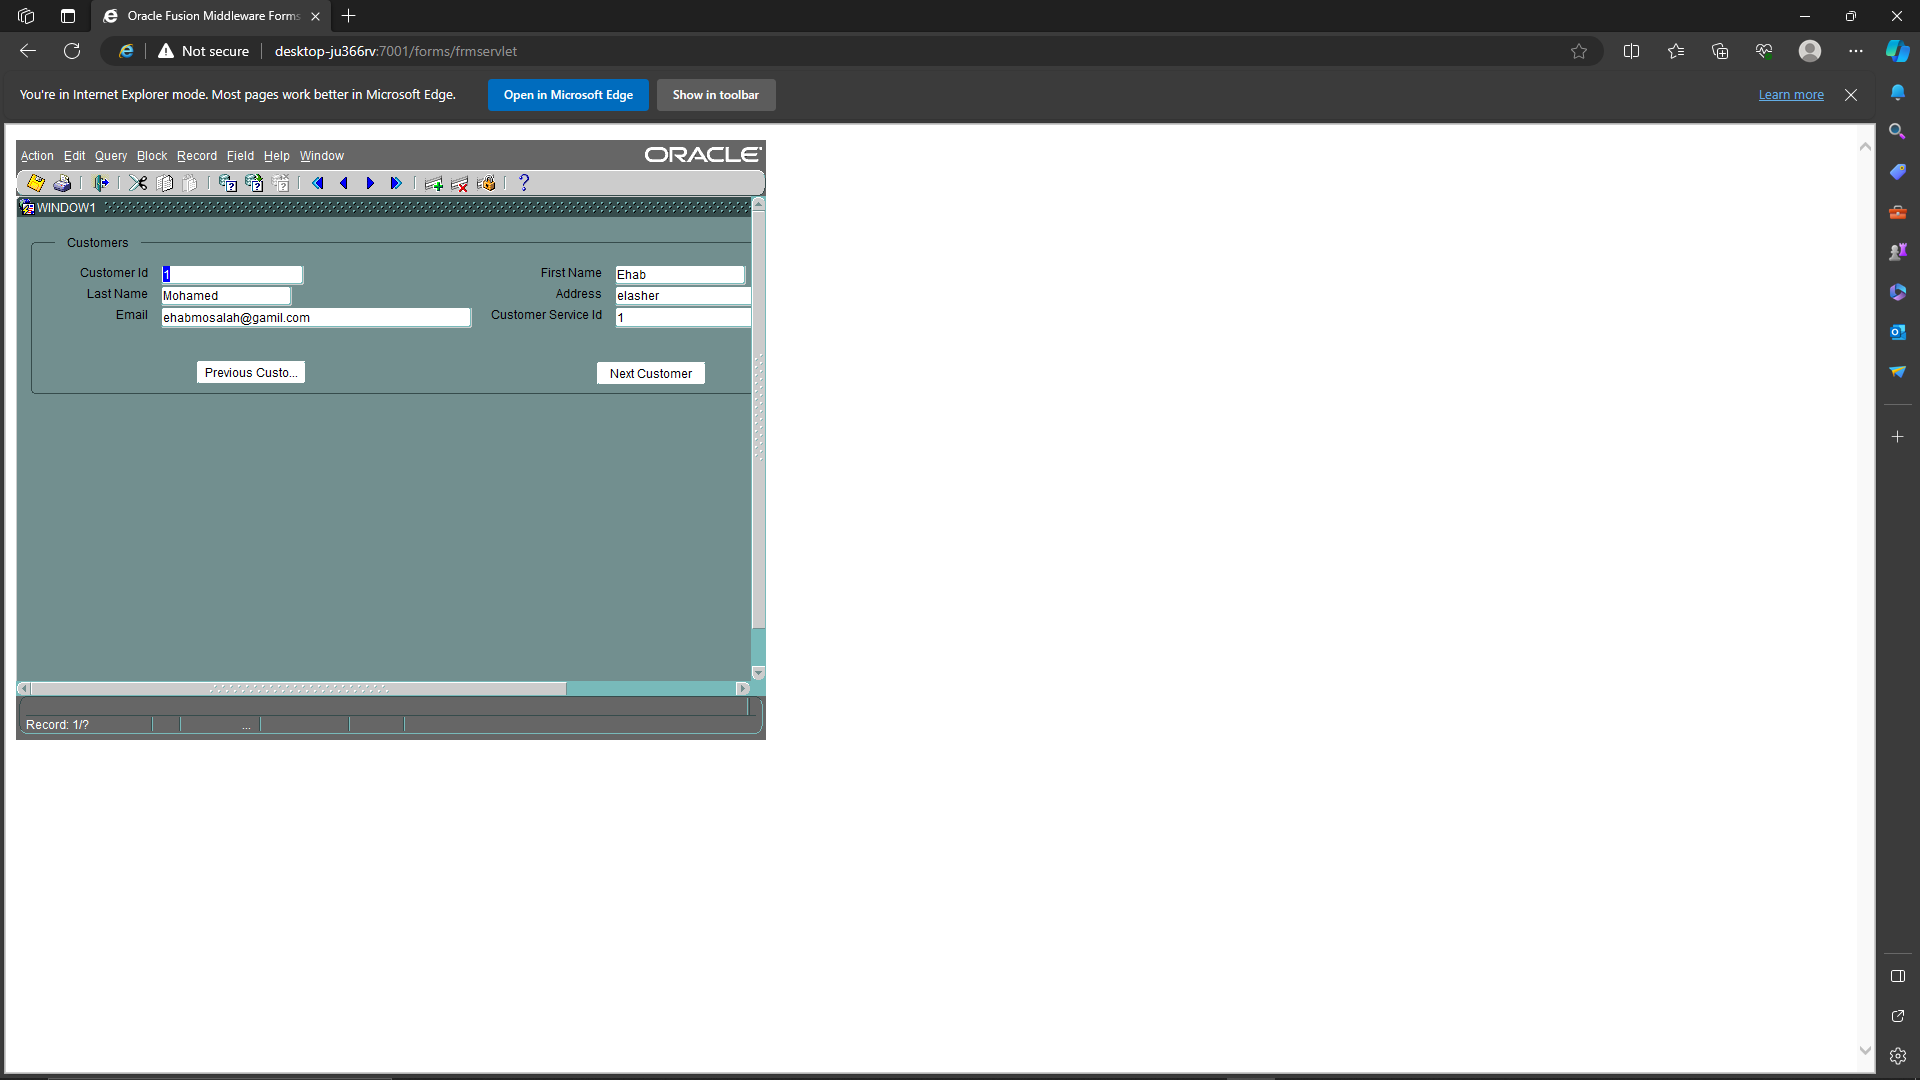 Oracle Fusion Middleware Forms
Not secure
desktop-ju366rv:7001/forms/frmservlet
You're in Internet Explorer mode. Most pages work better in Microsoft Edge.
Open in Microsoft Edge
Show in toolbar
Learn more
Action Edit Query Block Record Field Help Window
ORACLE
WINDOW1
Customers
Customer Id 1
First Name Ehab
Last Name Mohamed
Address elasher
Email ehabmosalah@gamil.com
Customer Service Id 1
Previous Custo...
Next Customer
Record: 1/?
...